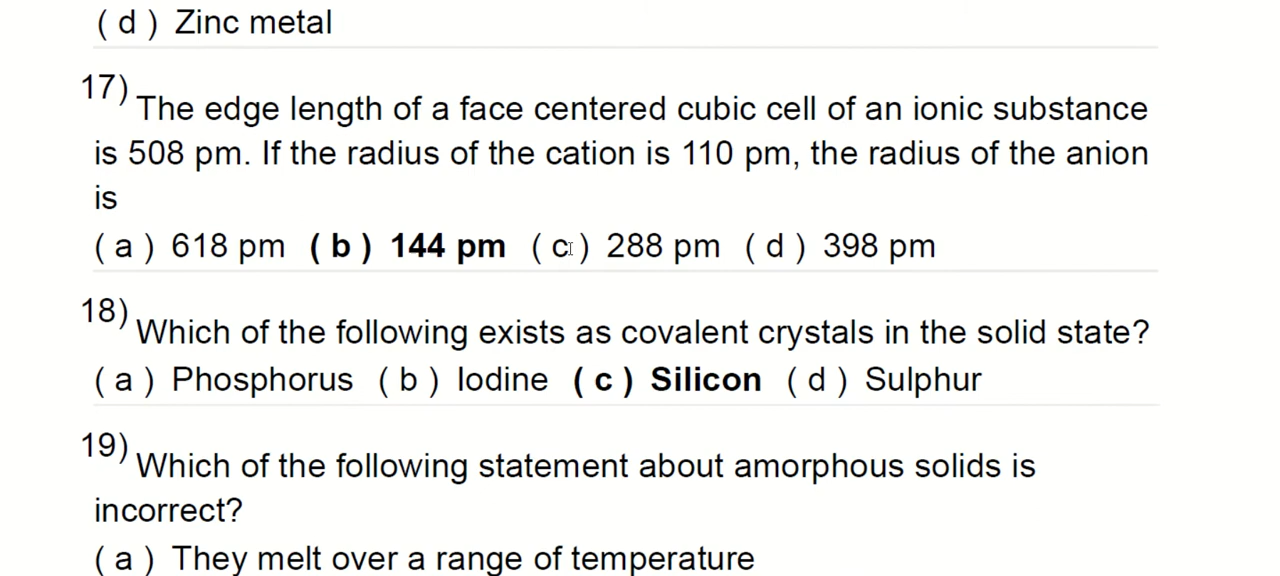 ( d ) Zinc metal
17) The edge length of a face centered cubic cell of an ionic substance
is 508 pm. If the radius of the cation is 110 pm, the radius of the anion
is
( a ) 618 pm ( b ) 144 pm ( c ) 288 pm ( d ) 398 pm
18) Which of the following exists as covalent crystals in the solid state?
( a ) Phosphorus ( b ) Iodine ( c ) Silicon ( d ) Sulphur
19) Which of the following statement about amorphous solids is
incorrect?
( a ) They melt over a range of temperature